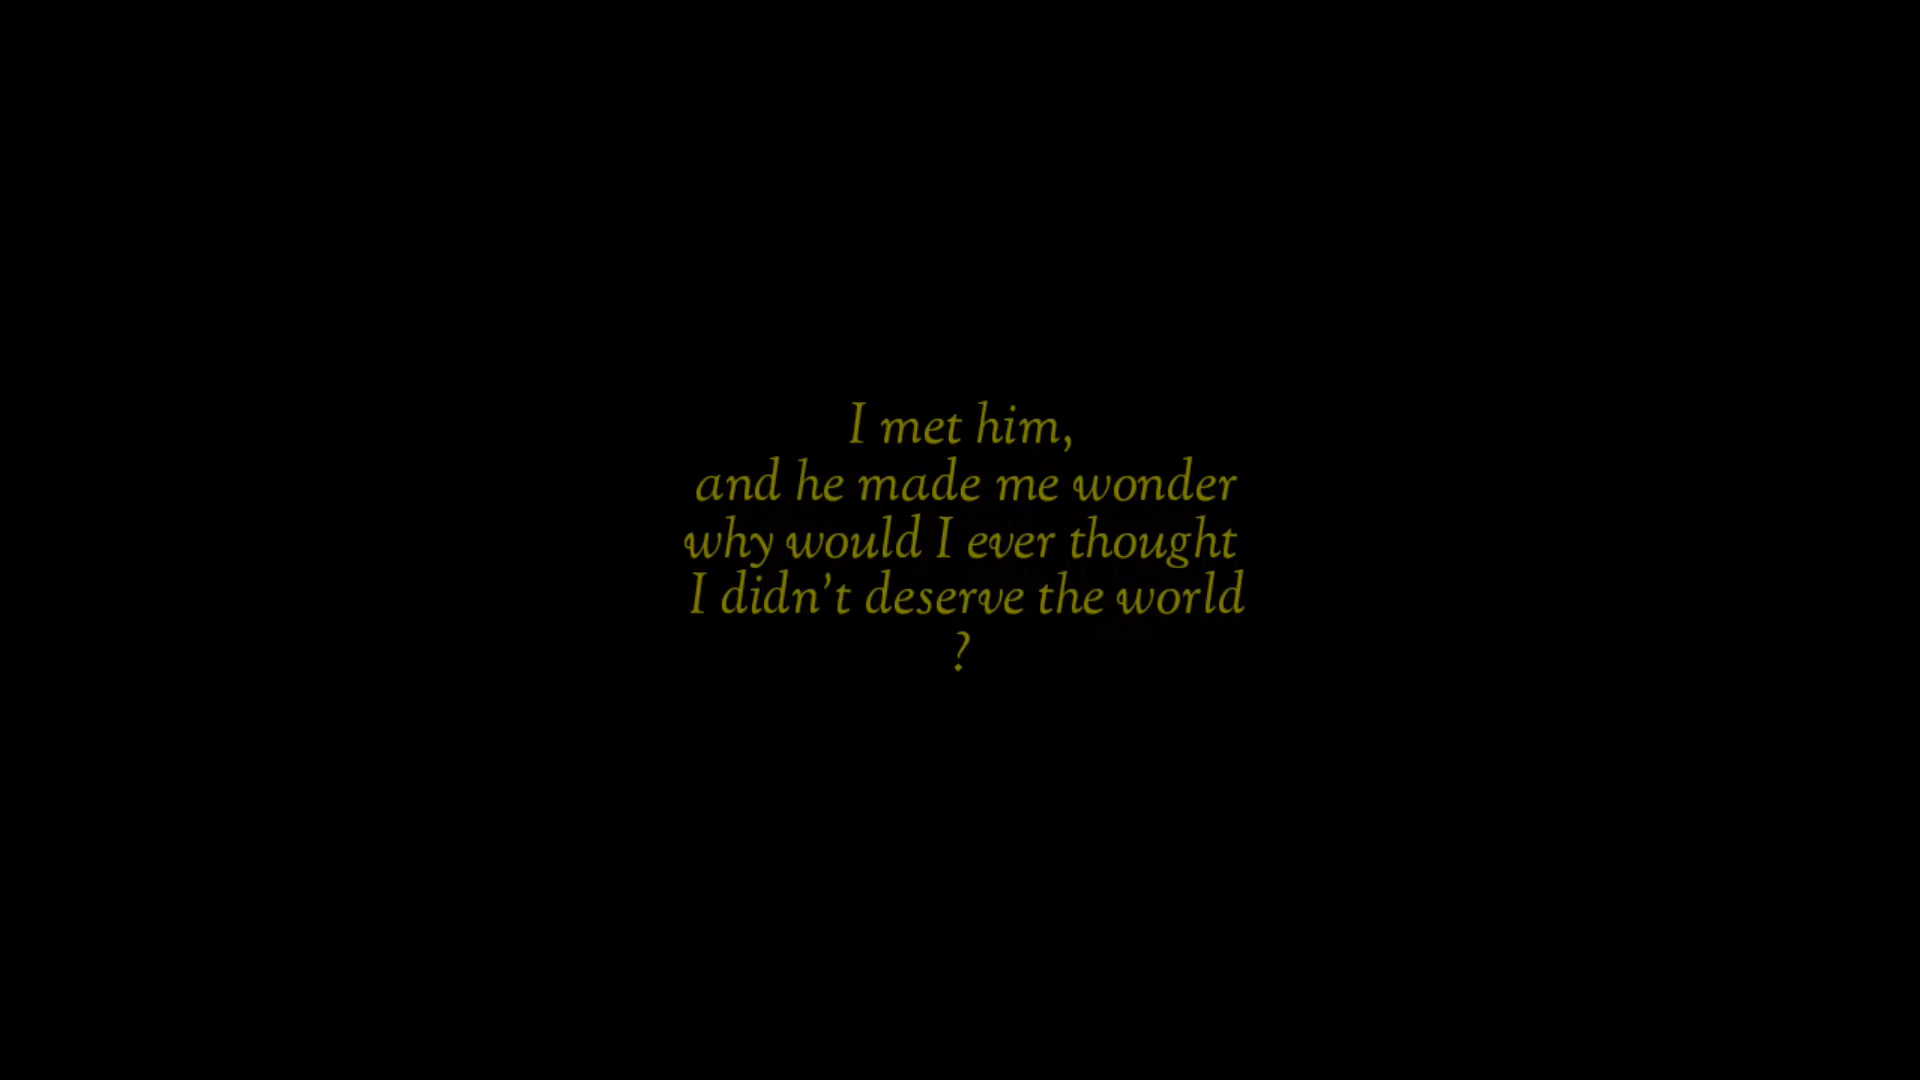 I met him,
and he made me wonder
why would I ever thought
I didn’t deserve the world
?